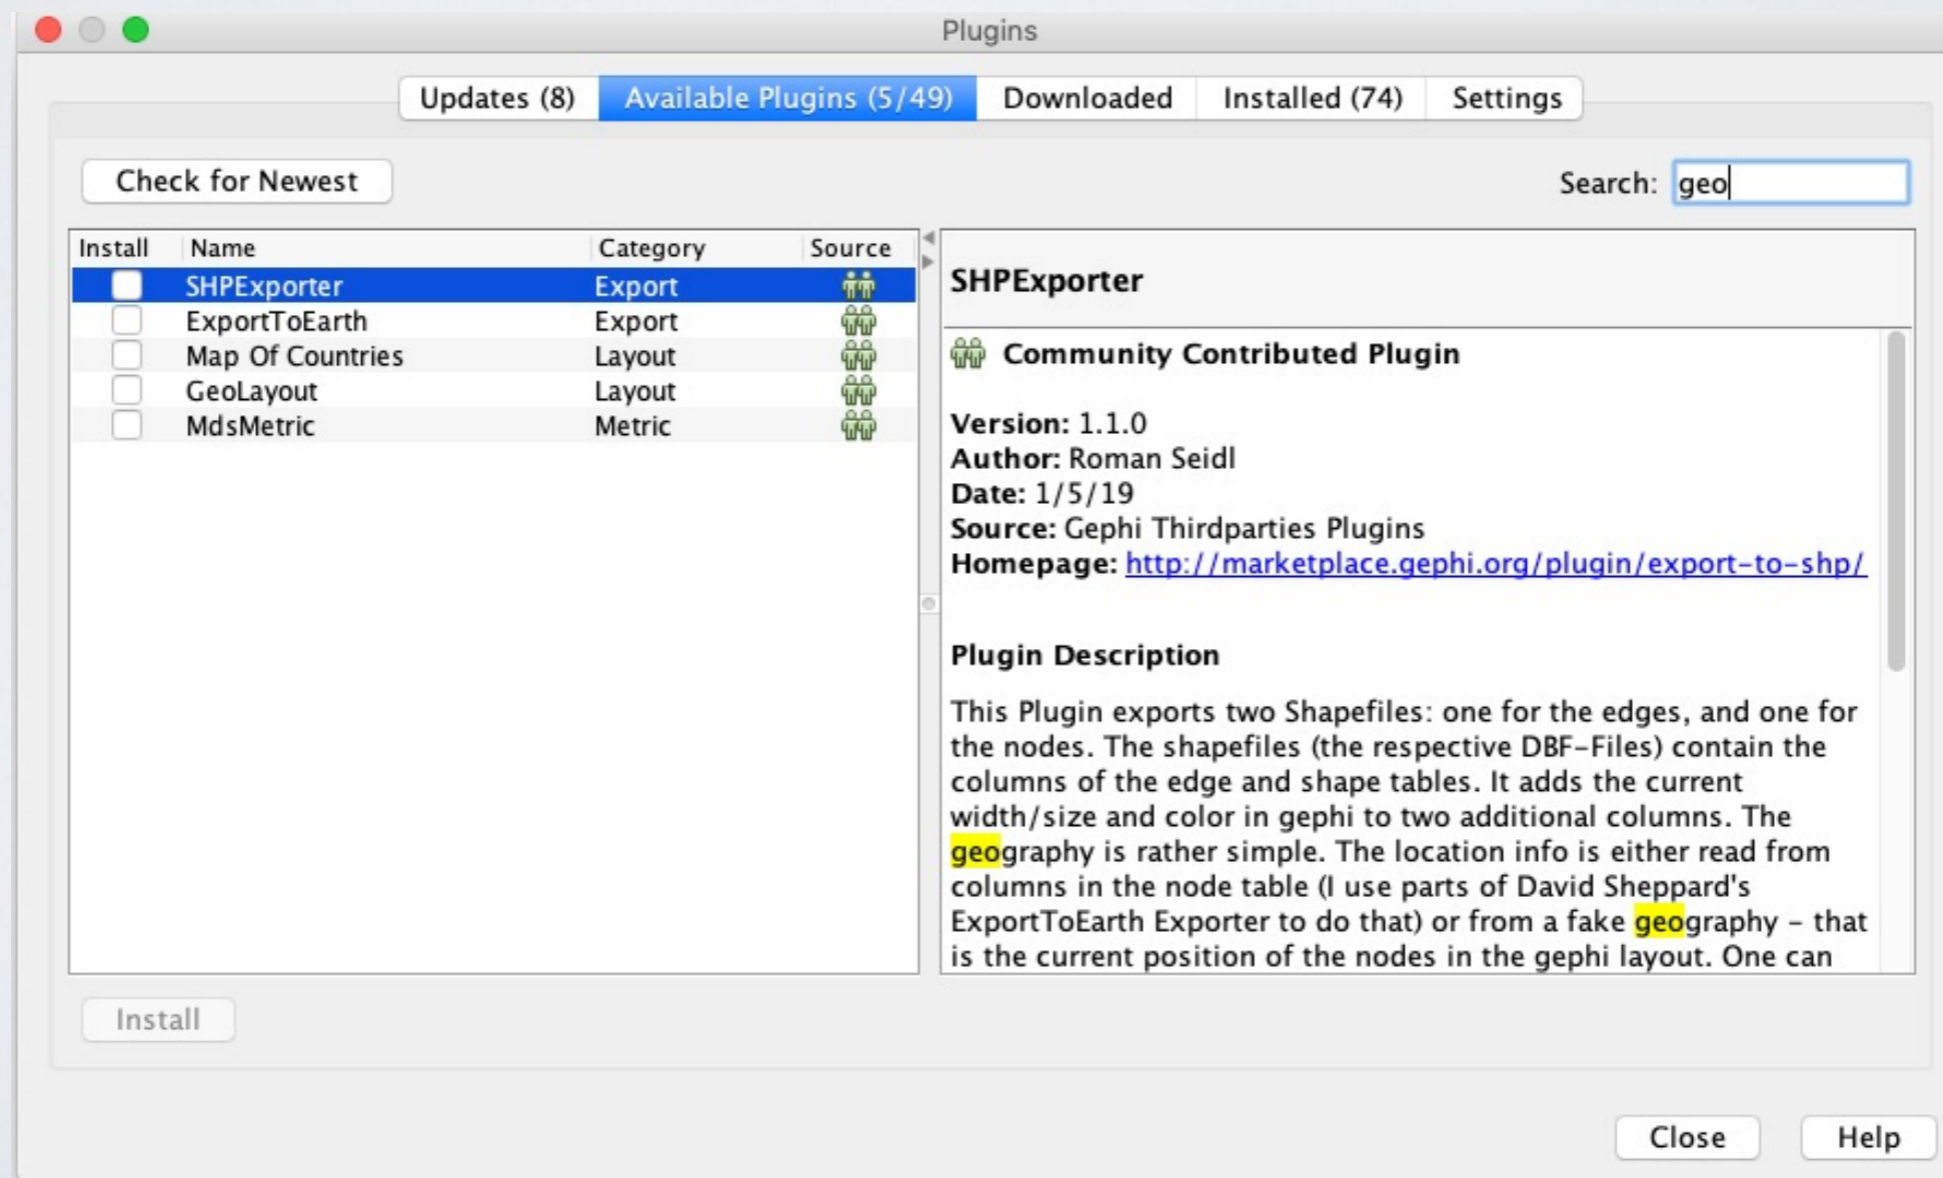 Plugins
Updates (8) Available Plugins (5/49) Downloaded Installed (74) Settings
Check for Newest
Search: geo
Install Name Category Source
SHPExporter Export
ExportToEarth Export
Map Of Countries Layout
GeoLayout Layout
MdsMetric Metric
SHPExporter
Community Contributed Plugin
Version: 1.1.0
Author: Roman Seidl
Date: 1/5/19
Source: Gephi Thirdparties Plugins
Homepage: http://marketplace.gephi.org/plugin/export-to-shp/
Plugin Description
This Plugin exports two Shapefiles: one for the edges, and one for
the nodes. The shapefiles (the respective DBF-Files) contain the
columns of the edge and shape tables. It adds the current
width/size and color in gephi to two additional columns. The
geography is rather simple. The location info is either read from
columns in the node table (I use parts of David Sheppard's
ExportToEarth Exporter to do that) or from a fake geography - that
is the current position of the nodes in the gephi layout. One can
Install
Close Help